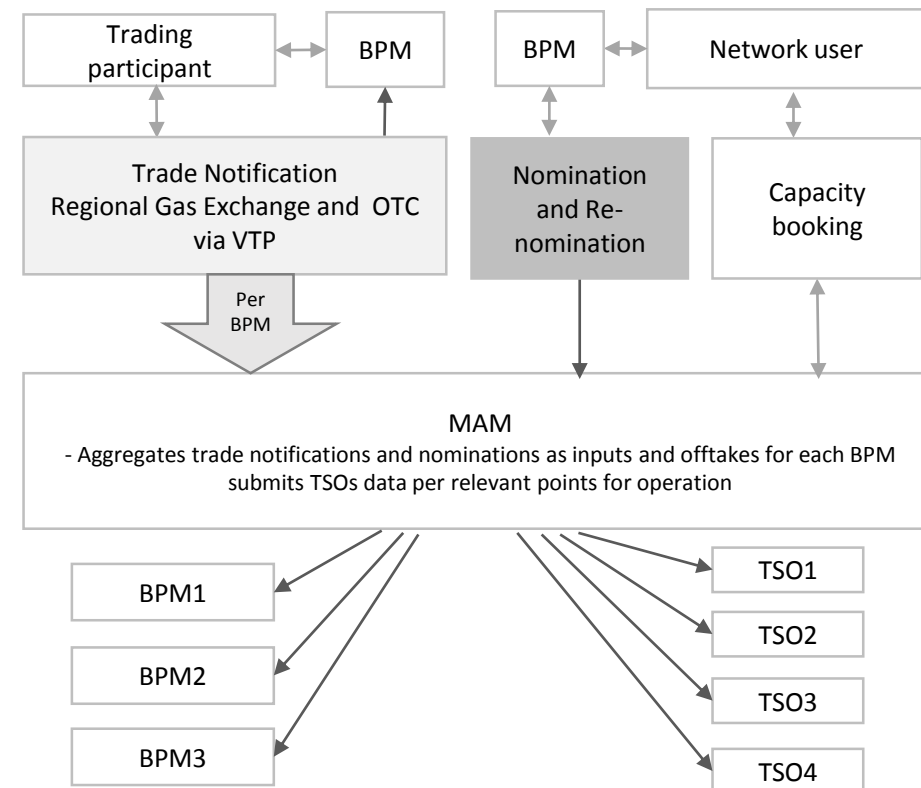 Trading
participant
BPM
BPM
Network user
Trade Notification
Regional Gas Exchange and OTC
via VTP
Nomination
and Re-
nomination
Capacity
booking
Per
BPM
MAM
- Aggregates trade notifications and nominations as inputs and offtakes for each BPM
submits TSOs data per relevant points for operation
BPM1
BPM2
BPM3
TSO1
TSO2
TSO3
TSO4